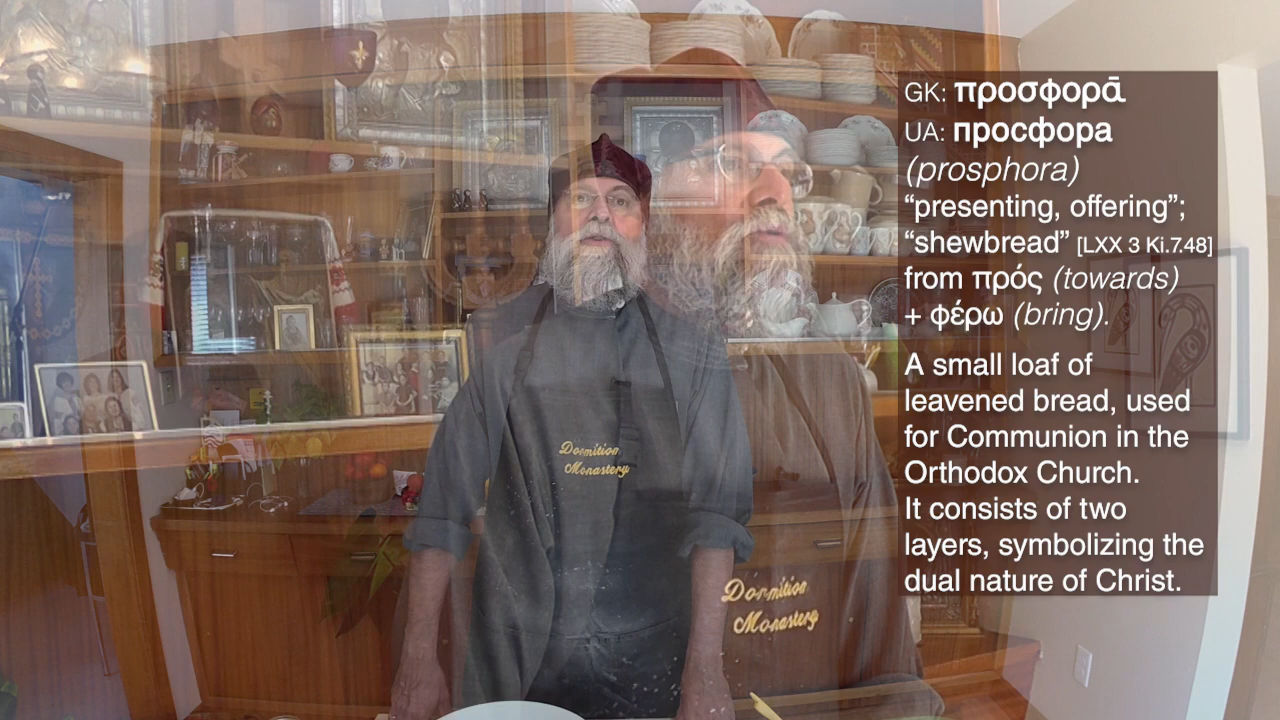 GK: προσφορᾱ́
UA: просфора
(prosphora)
“presenting, offering”;
“shewbread” [LXX 3 Ki.7.48]
from πρός (towards)
+ φέρω (bring).
A small loaf of
leavened bread, used
for Communion in the
Orthodox Church.
It consists of two
layers, symbolizing the
dual nature of Christ.
Dormition
Monastery
Dormition
Monastery